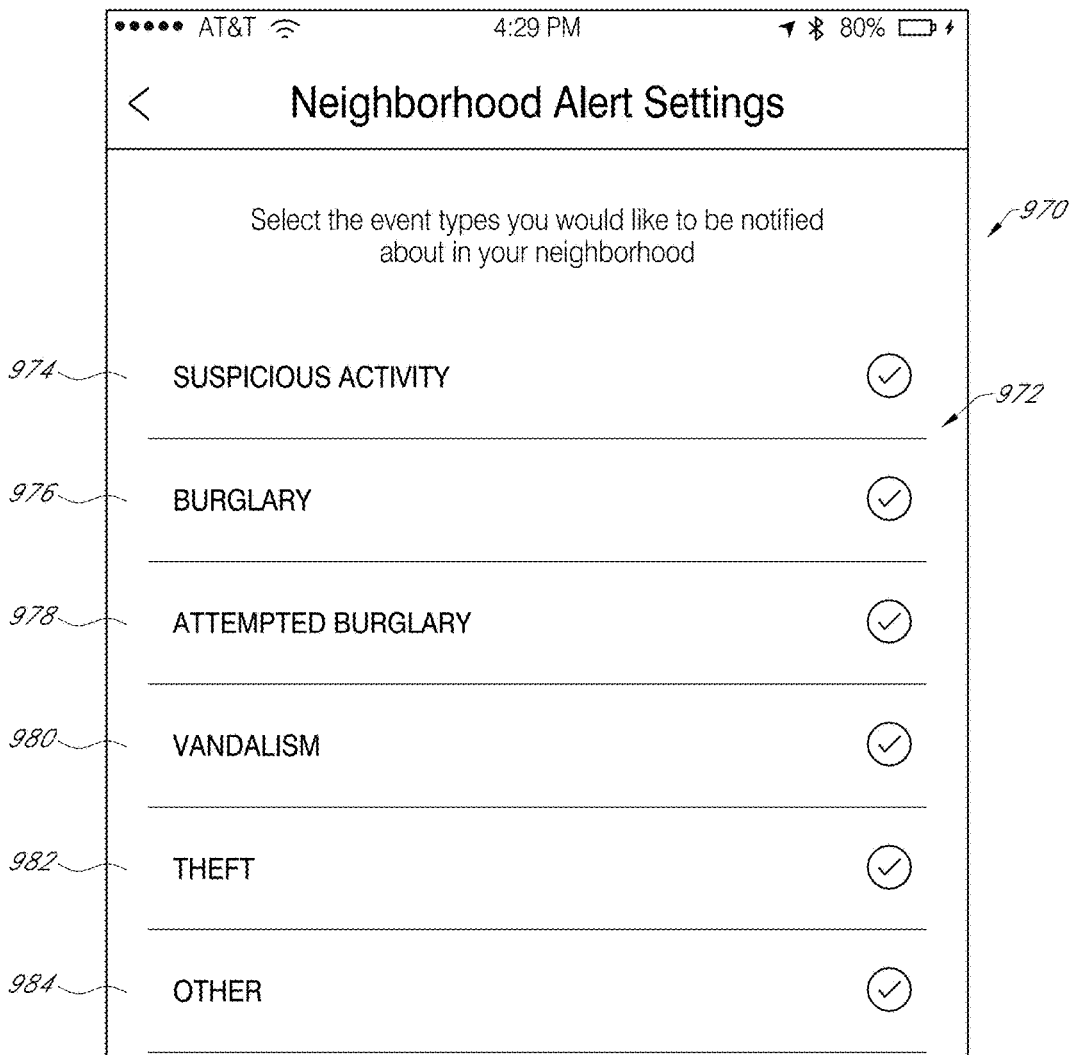 AT&T 4:29 PM 80%
< Neighborhood Alert Settings
Select the event types you would like to be notified
about in your neighborhood
970
974 SUSPICIOUS ACTIVITY
972
976 BURGLARY
978 ATTEMPTED BURGLARY
980 VANDALISM
982 THEFT
984 OTHER